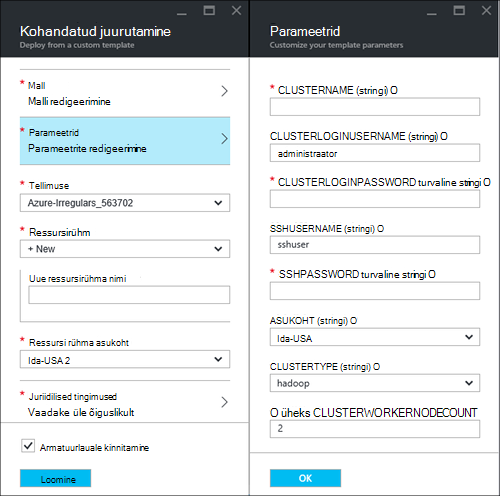 Kohandatud juurutamine
Deploy from a custom template
* Mall
Malli redigeerimine
* Parameetrid
Parameetrite redigeerimine
* Tellimuse
Azure-Irregulars_563702
* Ressursirühm
+ New
Uue ressursirühma nimi
* Ressursi rühma asukoht
Ida-USA 2
* Juriidilised tingimused
Vaadake üle õiguslikult
Armatuurlauale kinnitamine
Loomine
Parameetrid
Customize your template parameters
* CLUSTERNAME (stringi) O
CLUSTERLOGINUSERNAME (stringi) O
administraator
* CLUSTERLOGINPASSWORD turvaline stringi O
SSHUSERNAME (stringi) O
sshuser
* SSHPASSWORD turvaline stringi O
ASUKOHT (stringi) O
Ida-USA
CLUSTERTYPE (stringi) O
hadoop
O üheks CLUSTERWORKERNODECOUNT
2
OK